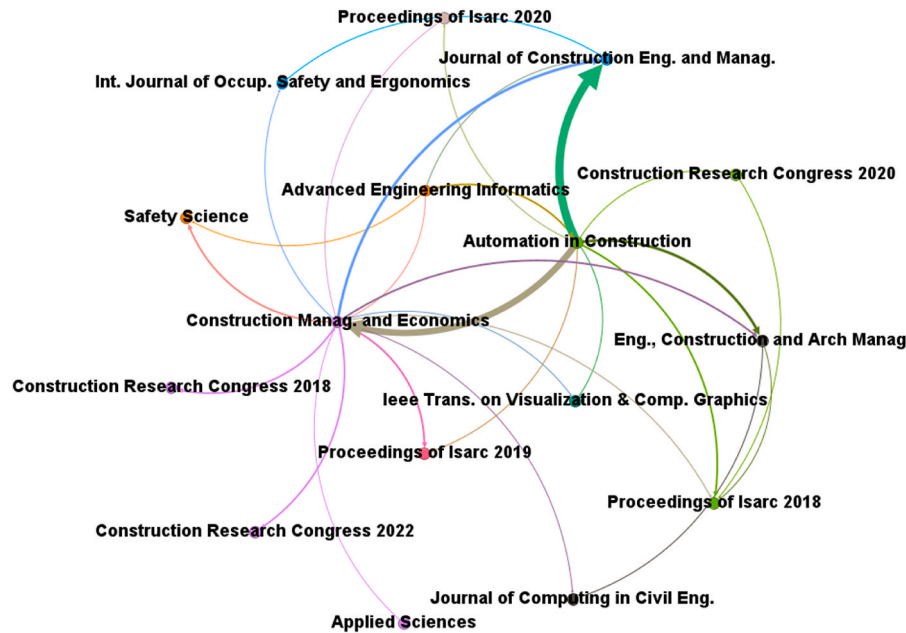 Proceedings of Isarc 2020
Journal of Construction Eng. and Manag.
Int. Journal of Occup. Safety and Ergonomics
Construction Research Congress 2020
Advanced Engineering Informatics
Safety Science
Automation in Construction
Construction Manag. and Economics
Eng., Construction and Arch Manag
Construction Research Congress 2018
Ieee Trans. on Visualization & Comp. Graphics
Proceedings of Isarc 2019
Proceedings of Isarc 2018
Construction Research Congress 2022
Journal of Computing in Civil Eng.
Applied Sciences